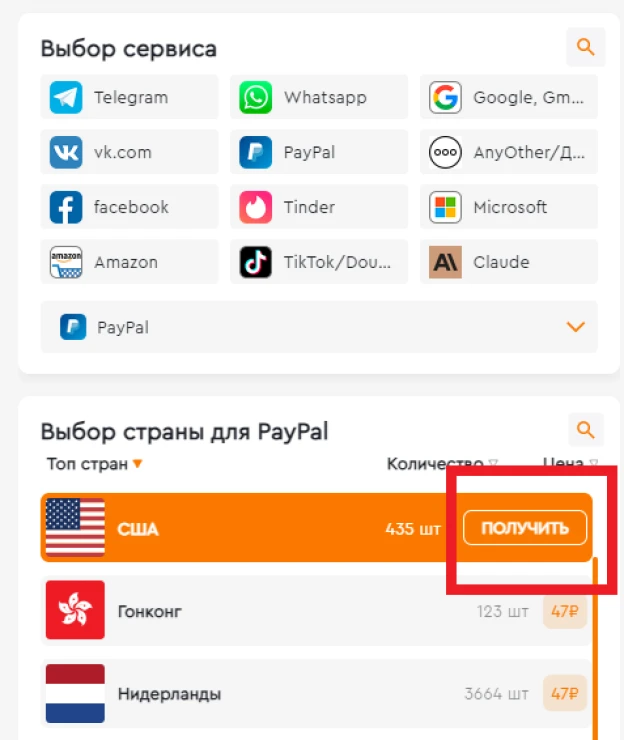 Выбор сервиса
Telegram Whatsapp Google, Gm...
vk.com PayPal AnyOther/Д...
facebook Tinder Microsoft
amazon Amazon TikTok/Dou... Claude
PayPal
Выбор страны для PayPal
Топ стран Количество Цена
США 435 шт ПОЛУЧИТЬ
Гонконг 123 шт 47₽
Нидерланды 3664 шт 47₽